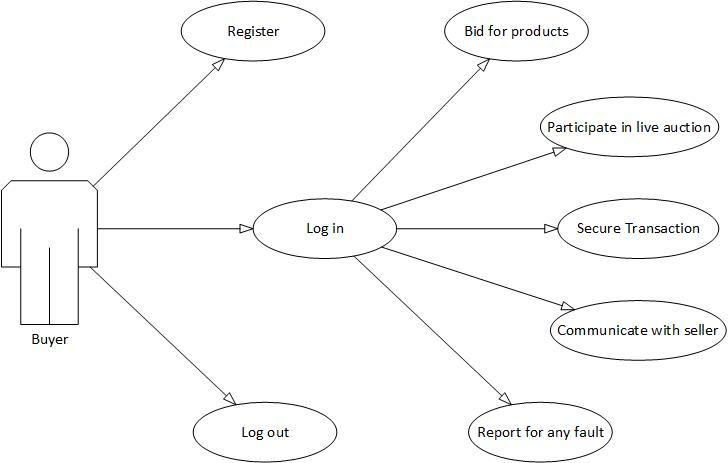 Register
Bid for products
Participate in live auction
Log in
Secure Transaction
Communicate with seller
Buyer
Log out
Report for any fault